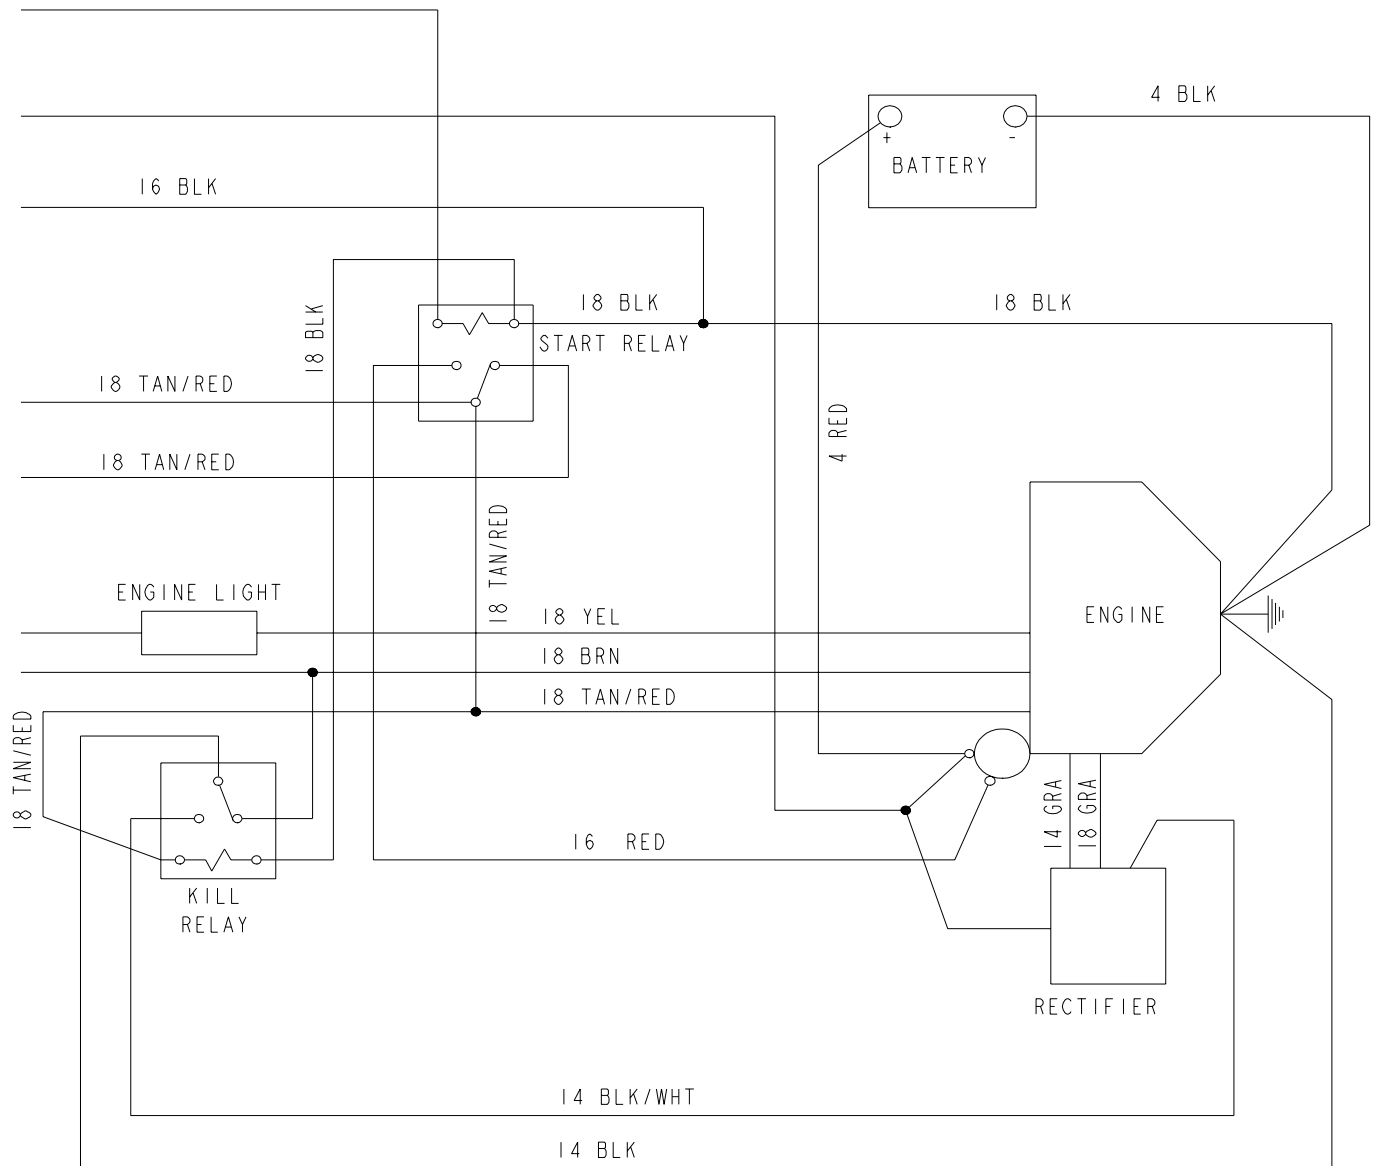 4 BLK
+
-
BATTERY
16 BLK
18 BLK
18 BLK
18 BLK
START RELAY
18 TAN/RED
4 RED
18 TAN/RED
18 TAN/RED
ENGINE LIGHT
18 YEL
ENGINE
18 BRN
18 TAN/RED
18 TAN/RED
14 GRA
18 GRA
16 RED
KILL
RELAY
RECTIFIER
14 BLK/WHT
14 BLK